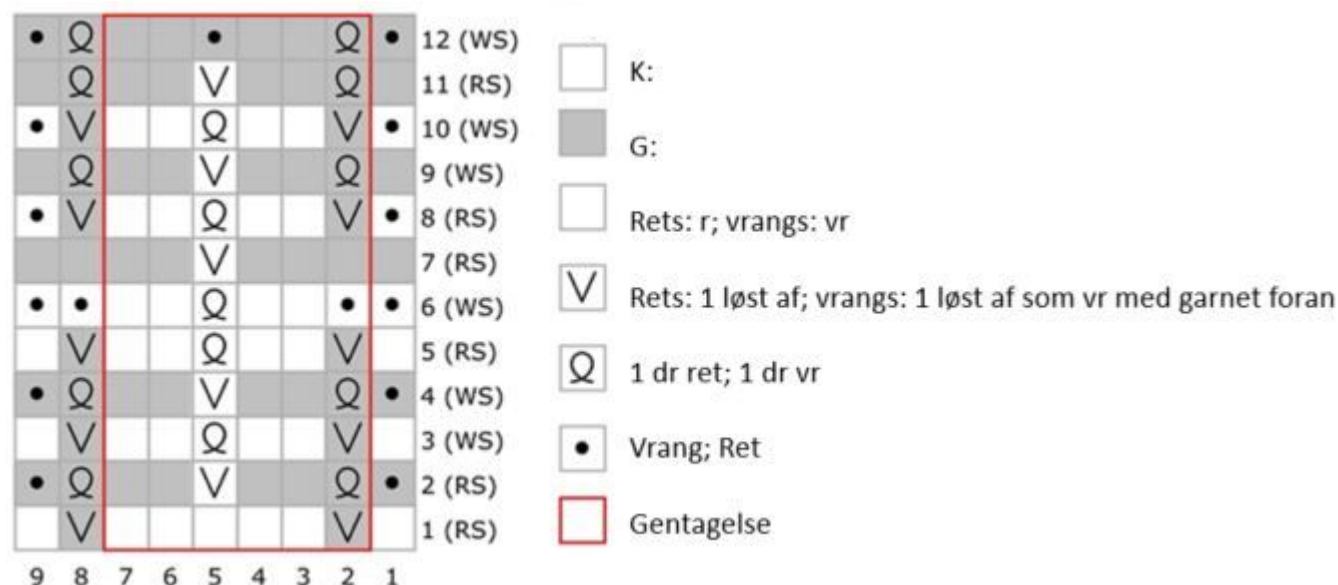 12 (WS)
11 (RS)
10 (WS)
9 (WS)
8 (RS)
7 (RS)
6 (WS)
5 (RS)
4 (WS)
3 (WS)
2 (RS)
1 (RS)
9 8 7 6 5 4 3 2 1
K:
G:
Rets: r; vrangs: vr
Rets: 1 løst af; vrangs: 1 løst af som vr med garnet foran
1 dr ret; 1 dr vr
Vrang; Ret
Gentagelse